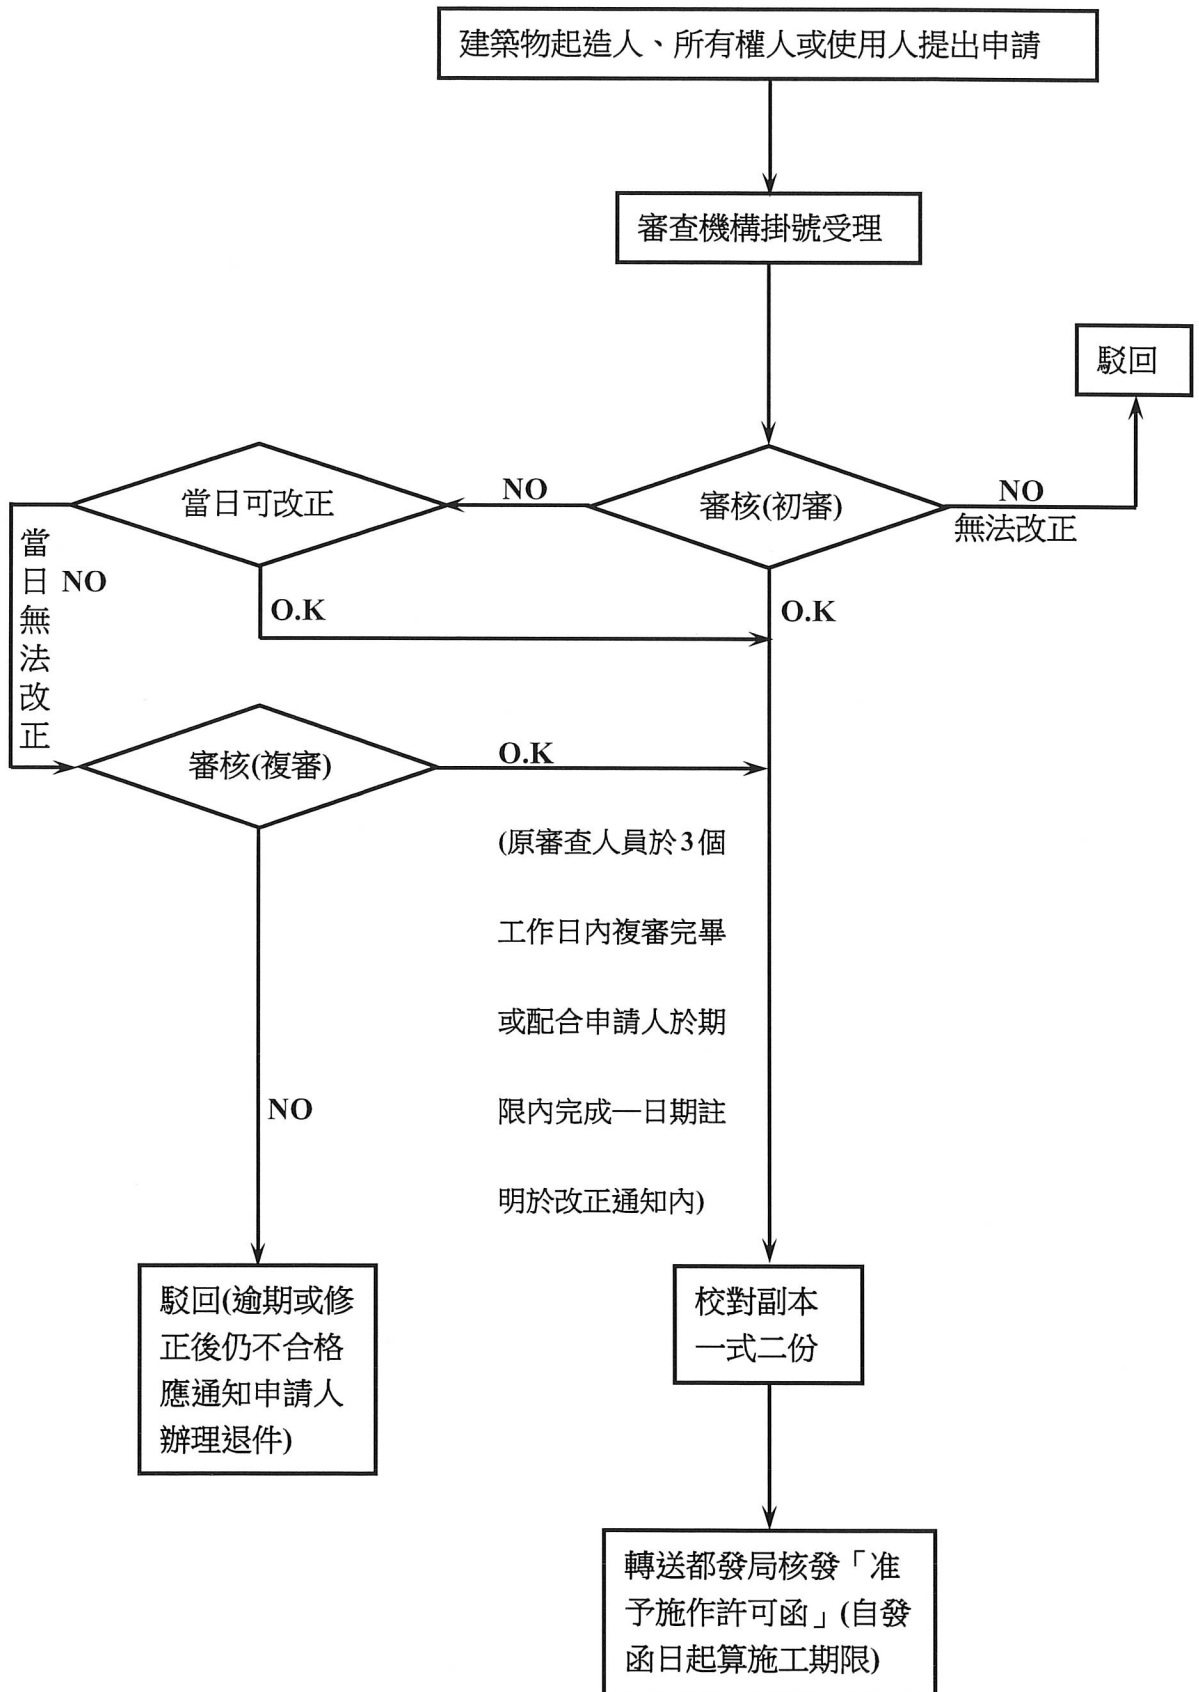 建築物起造人、所有權人或使用人提出申請
審查機構掛號受理
駁回
當日可改正
NO
審核(初審)
NO
無法改正
當日無法改正
NO
O.K
O.K
審核(複審)
O.K
(原審查人員於3個
工作日內複審完畢
或配合申請人於期
限內完成—日期註
明於改正通知內)
NO
駁回(逾期或修
正後仍不合格
應通知申請人
辦理退件)
校對副本
一式二份
轉送都發局核發「准
予施作許可函」(自發
函日起算施工期限)